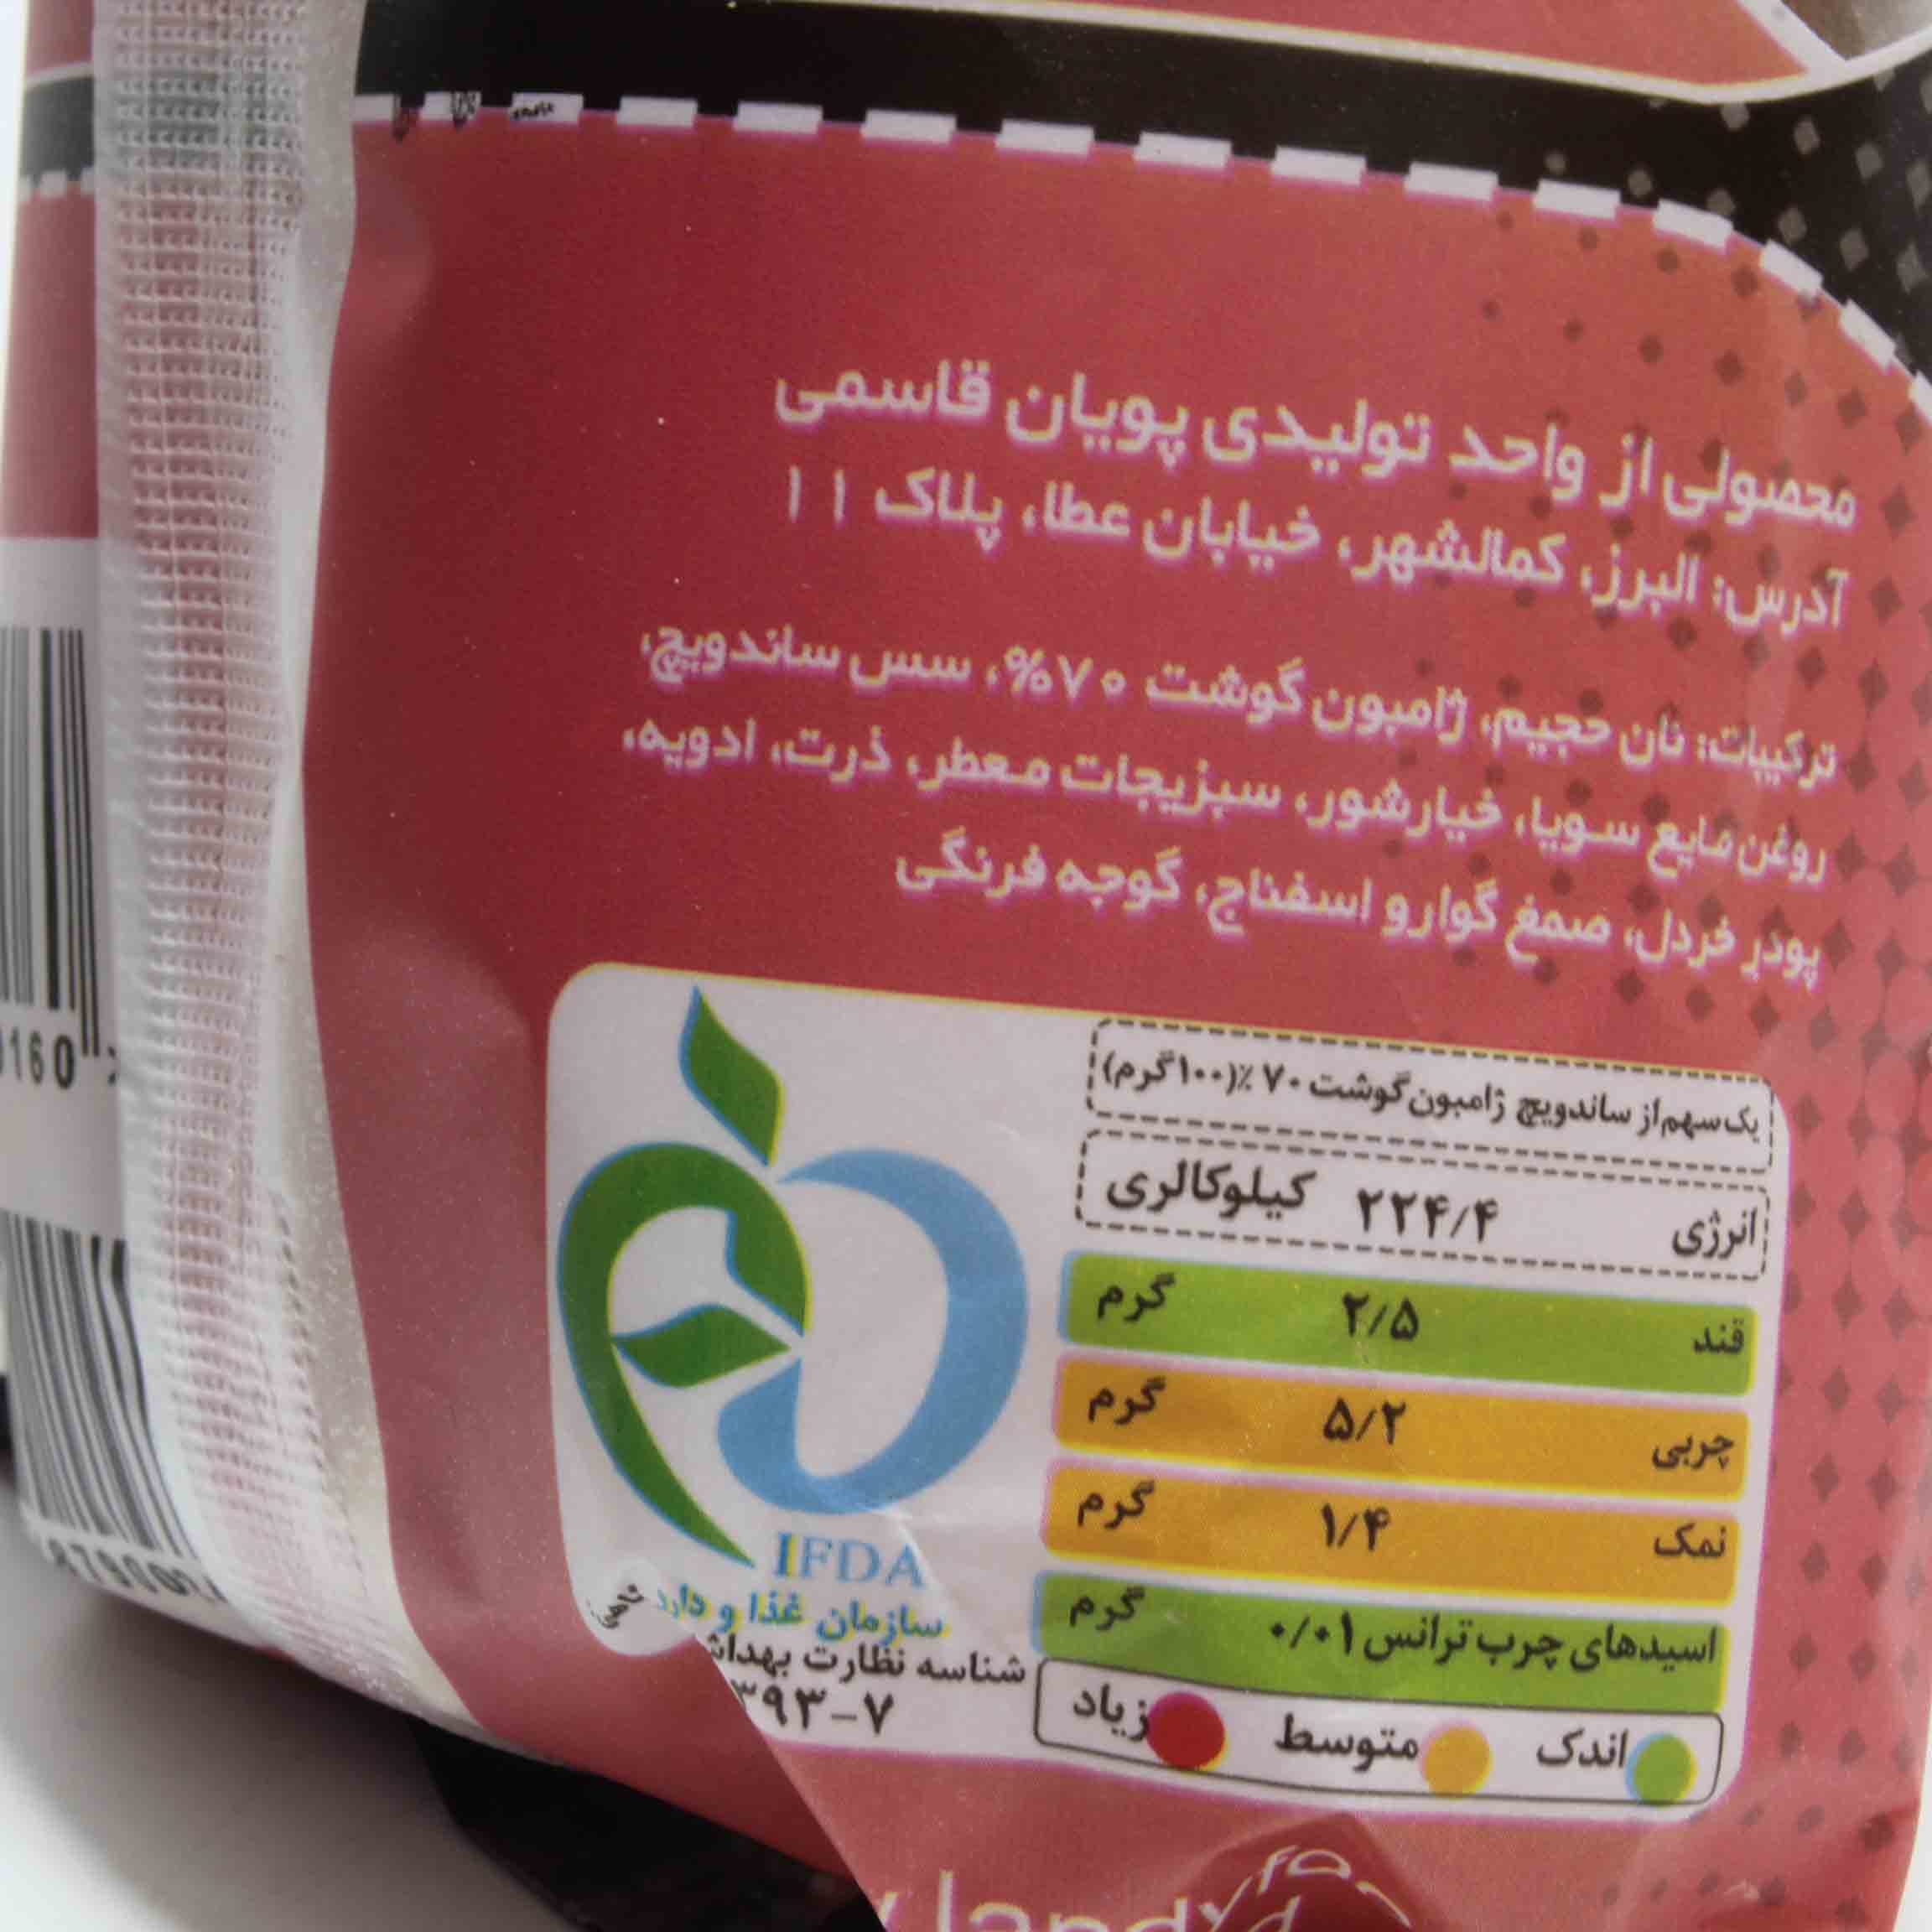 محصولی از واحد تولیدی پویان قاسمی
آدرس: البرز، کمالشهر، خیابان عطا، پلاک ۱۱
ترکیبات: نان حجیم، ژامبون گوشت ۷۰%، سس ساندویچ،
روغن مایع سویا، خیارشور، سبزیجات معطر، ذرت، ادویه،
پودر خردل، صمغ گوارو اسفناج، گوجه فرنگی
یک سهم از ساندویچ ژامبون گوشت ۷۰٪ (۱۰۰گرم)
انرژی ۲۲۴/۴ کیلوکالری
قند ۲/۵ گرم
چربی ۵/۲ گرم
نمک ۱/۴ گرم
اسیدهای چرب ترانس ۰/۰۱ گرم
اندک متوسط زیاد
IFDA
سازمان غذا و دارو
شناسه نظارت
۳۹۳-۷
0160
land